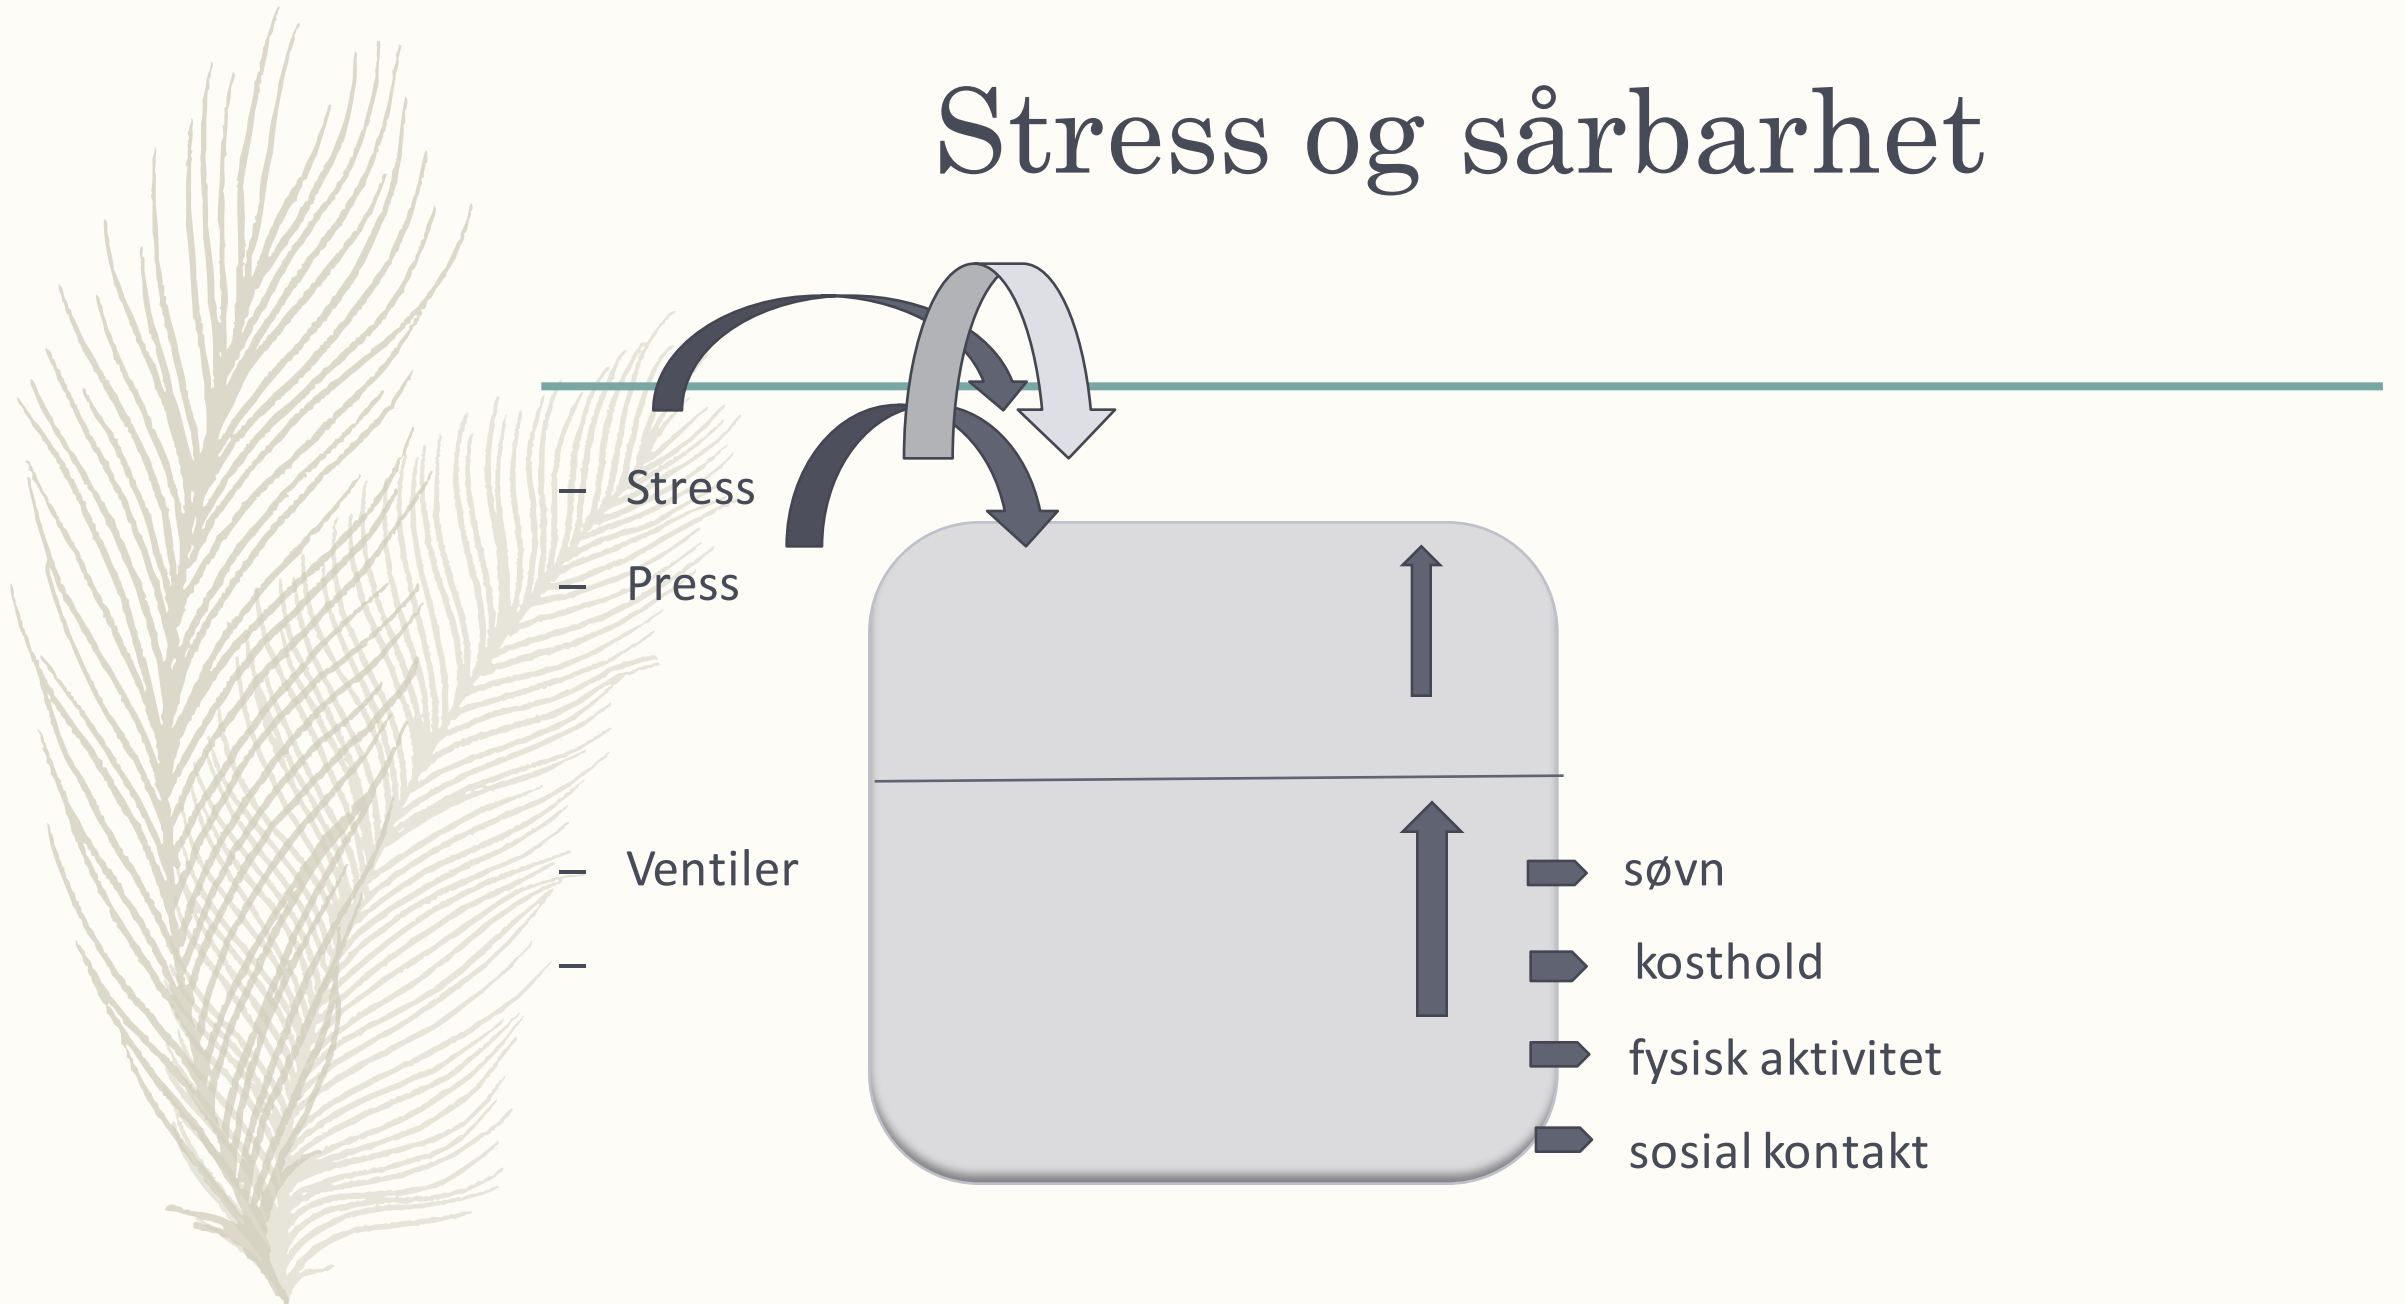 Stress og sårbarhet
– Stress
– Press
– Ventiler
–
søvn
kosthold
fysisk aktivitet
sosial kontakt